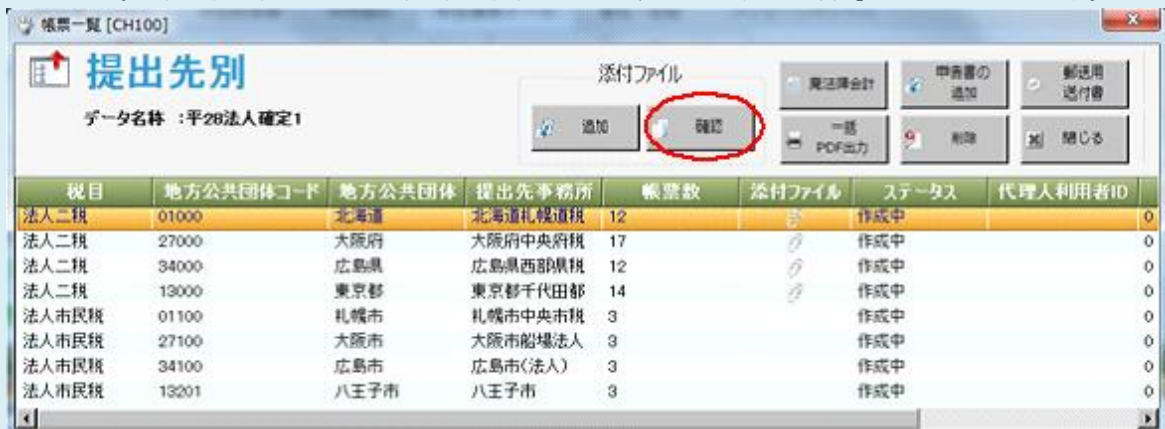 帳票一覧 [CH100]
提出先別
データ名称 :平28法人確定1
添付ファイル
追加
確認
魔法陣会計
申告書の
追加
郵送用
送付書
一括
PDF出力
削除
閉じる
税目 地方公共団体コード 地方公共団体 提出先事務所 帳票数 添付ファイル ステータス 代理人利用者ID
法人二税 01000 北海道 北海道札幌道税 12 作成中 0
法人二税 27000 大阪府 大阪府中央府税 17 作成中 0
法人二税 34000 広島県 広島県西部県税 12 作成中 0
法人二税 13000 東京都 東京都千代田都 14 作成中 0
法人市民税 01100 札幌市 札幌市中央市税 3 作成中 0
法人市民税 27100 大阪市 大阪市船場法人 3 作成中 0
法人市民税 34100 広島市 広島市(法人) 3 作成中 0
法人市民税 13201 八王子市 八王子市 3 作成中 0